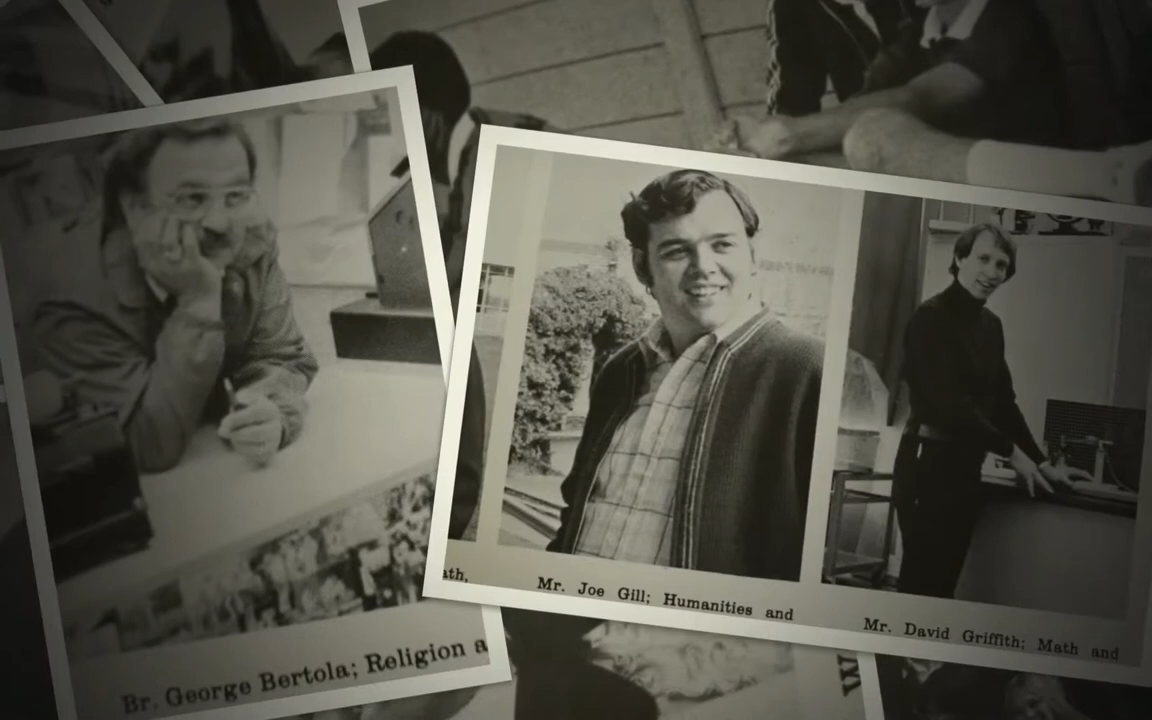 Br. George Bertola; Religion a
ath,
Mr. Joe Gill; Humanities and
Mr. David Griffith; Math and